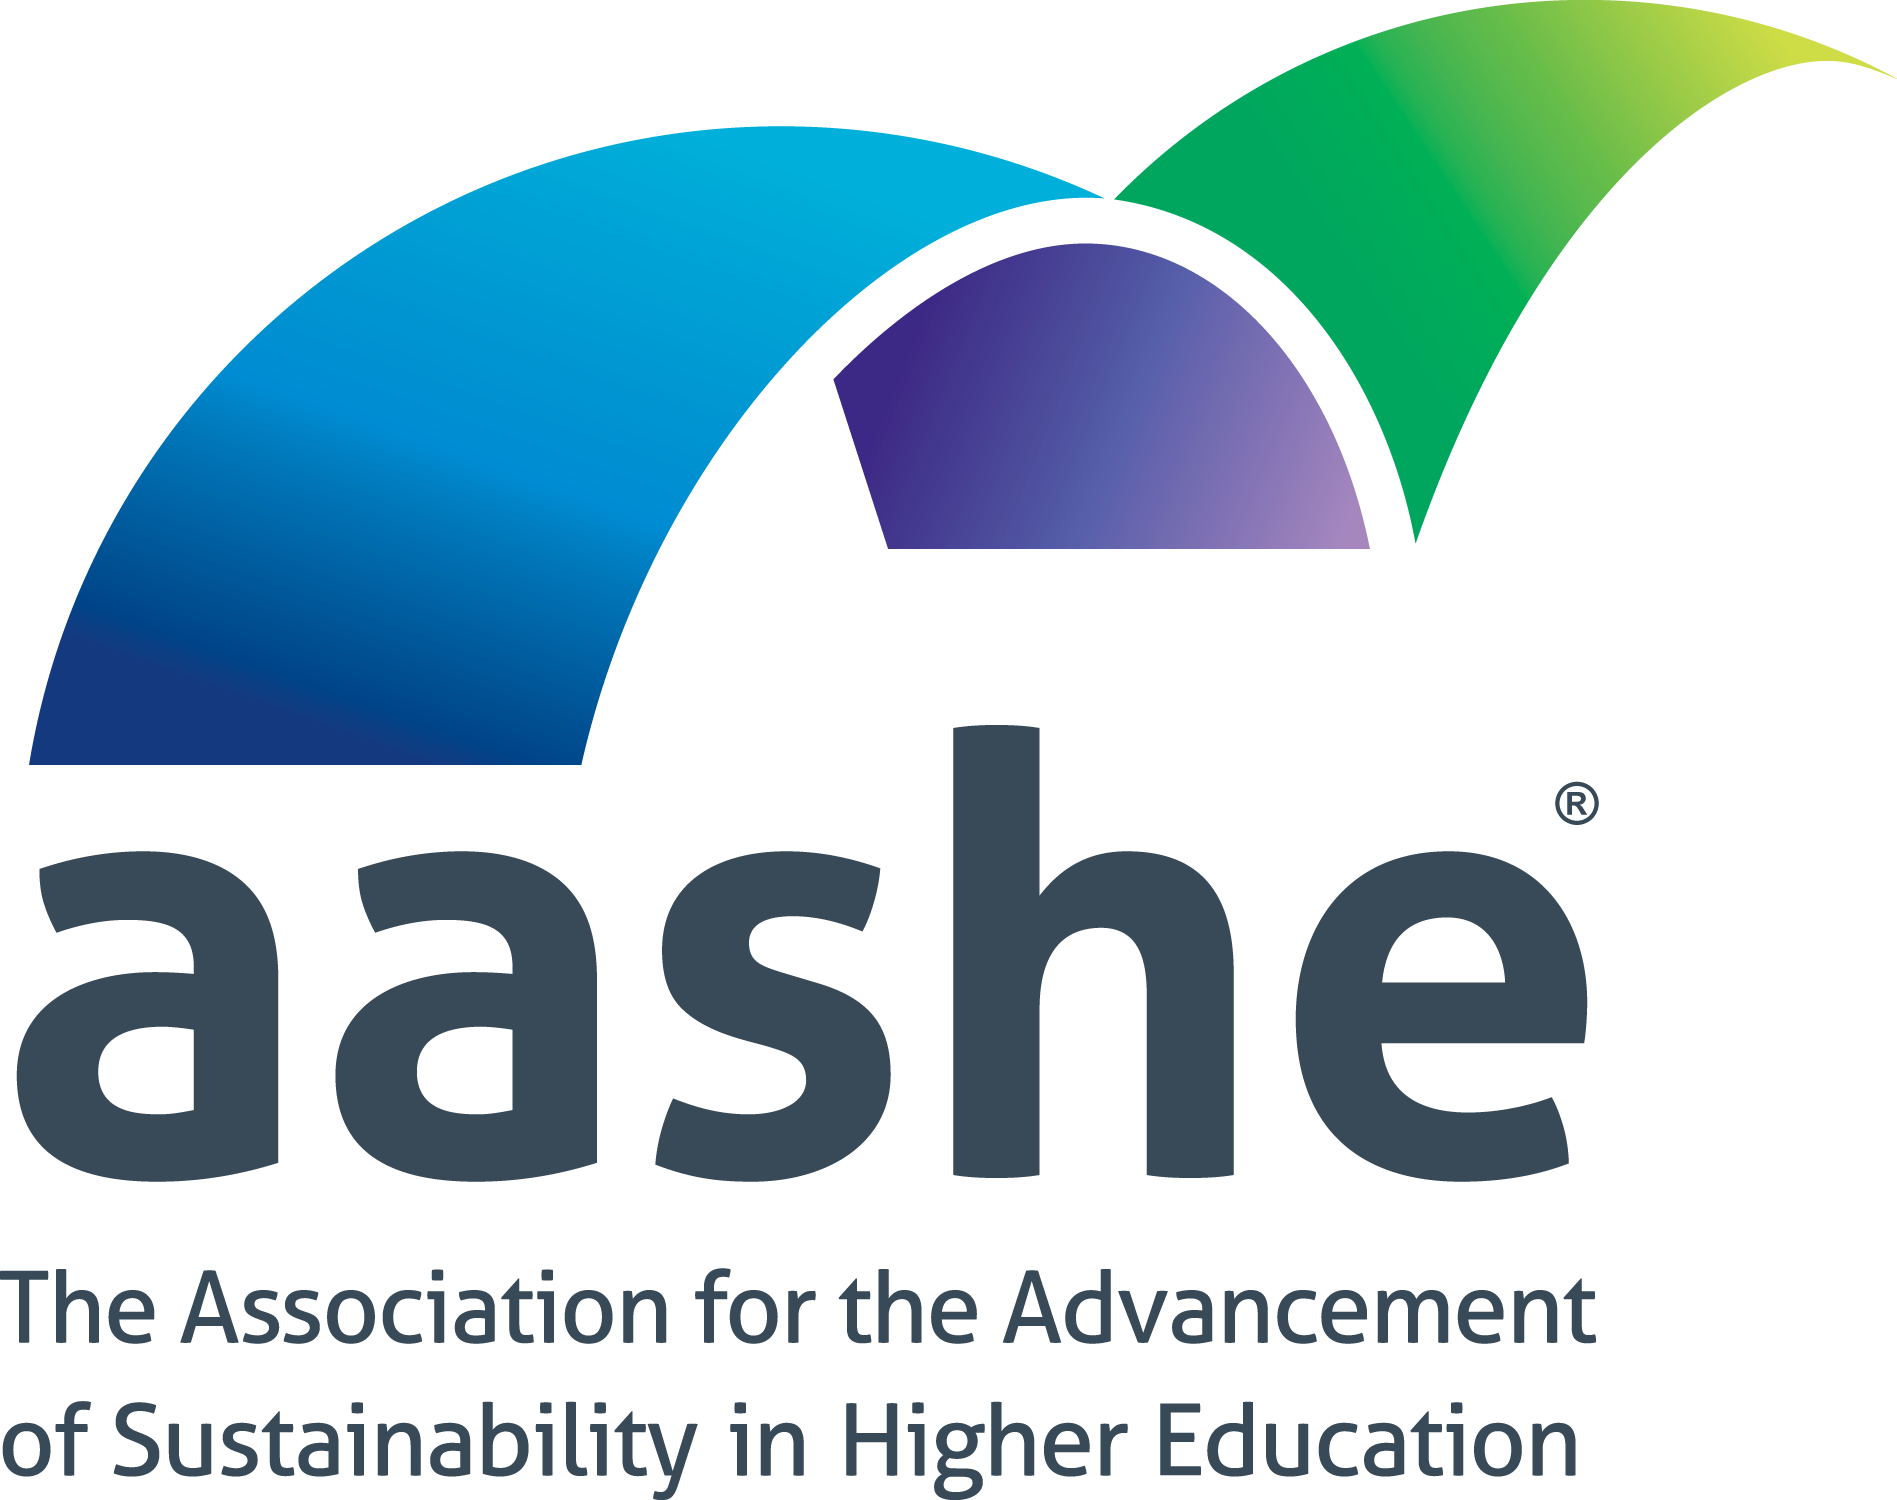 aashe®
The Association for the Advancement
of Sustainability in Higher Education